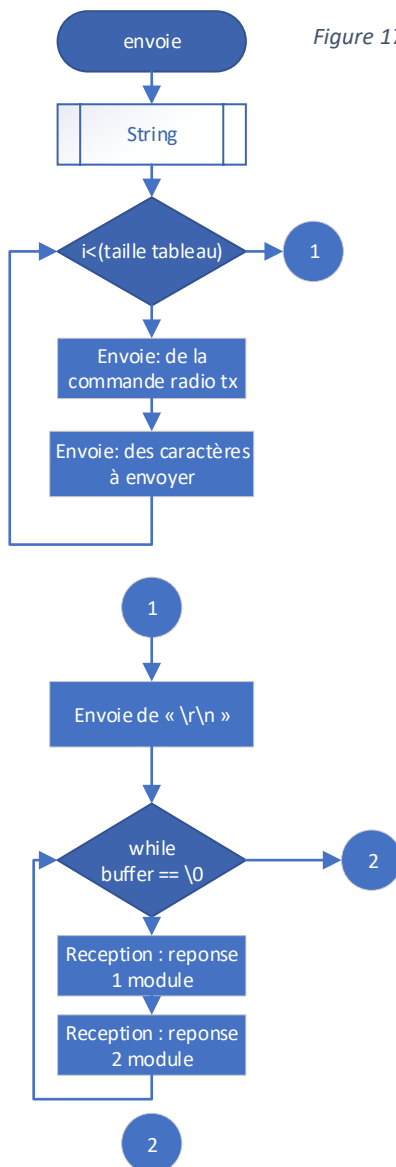 envoie
Figure 17
String
i<(taille tableau)
1
Envoie: de la
commande radio tx
Envoie: des caractères
à envoyer
1
Envoie de « \r\n »
while
buffer == \0
2
Reception : reponse
1 module
Reception : reponse
2 module
2